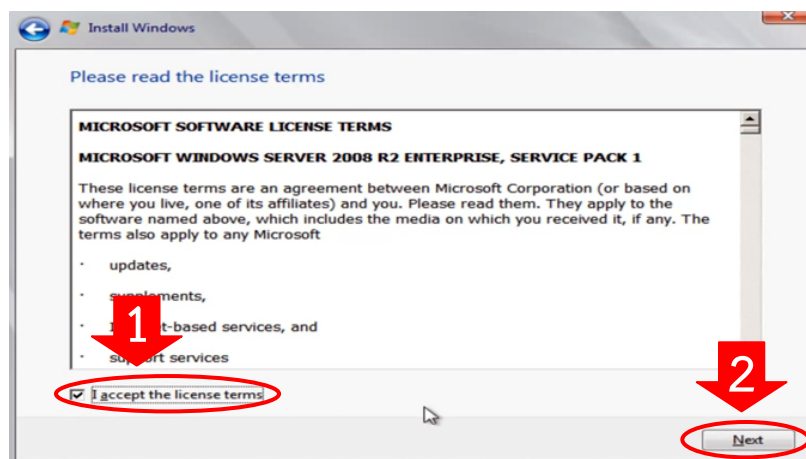 Install Windows
Please read the license terms
MICROSOFT SOFTWARE LICENSE TERMS
MICROSOFT WINDOWS SERVER 2008 R2 ENTERPRISE, SERVICE PACK 1
These license terms are an agreement between Microsoft Corporation (or based on
where you live, one of its affiliates) and you. Please read them. They apply to the
software named above, which includes the media on which you received it, if any. The
terms also apply to any Microsoft
· updates,
· supplements,
· -based services, and
· support services
1
I accept the license terms
2
Next